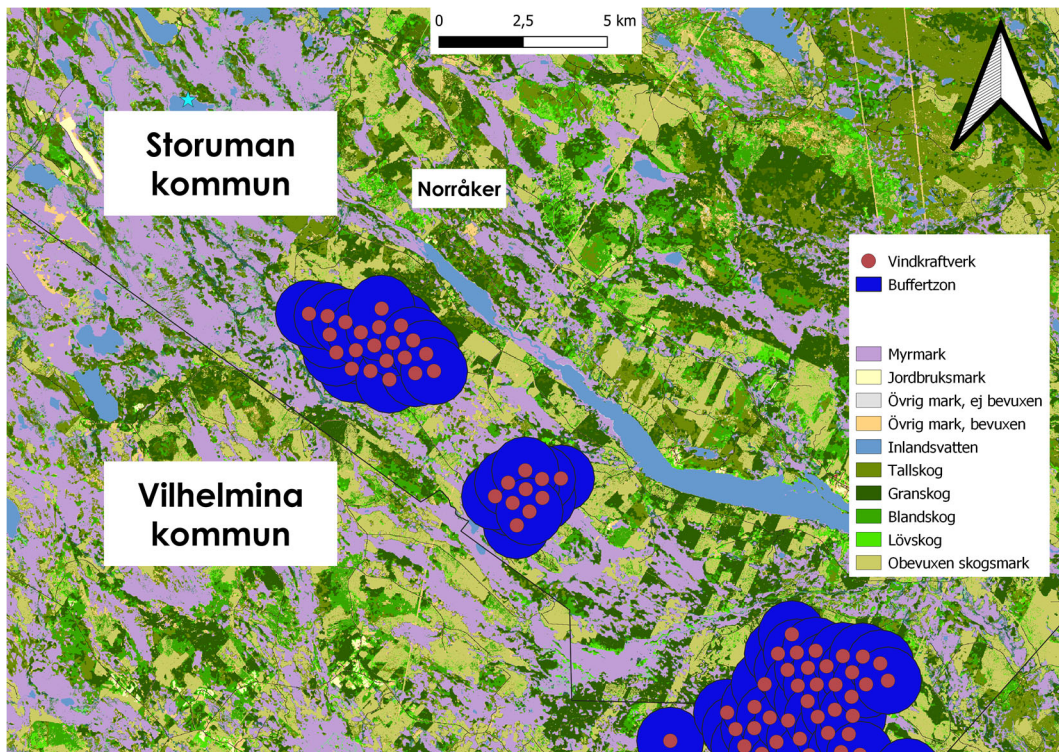 0 2,5 5 km
Storuman
kommun
Norråker
Vindkraftverk
Buffertzon
Myrmark
Jordbruksmark
Övrig mark, ej bevuxen
Övrig mark, bevuxen
Inlandsvatten
Tallskog
Granskog
Blandskog
Lövskog
Obevuxen skogsmark
Vilhelmina
kommun